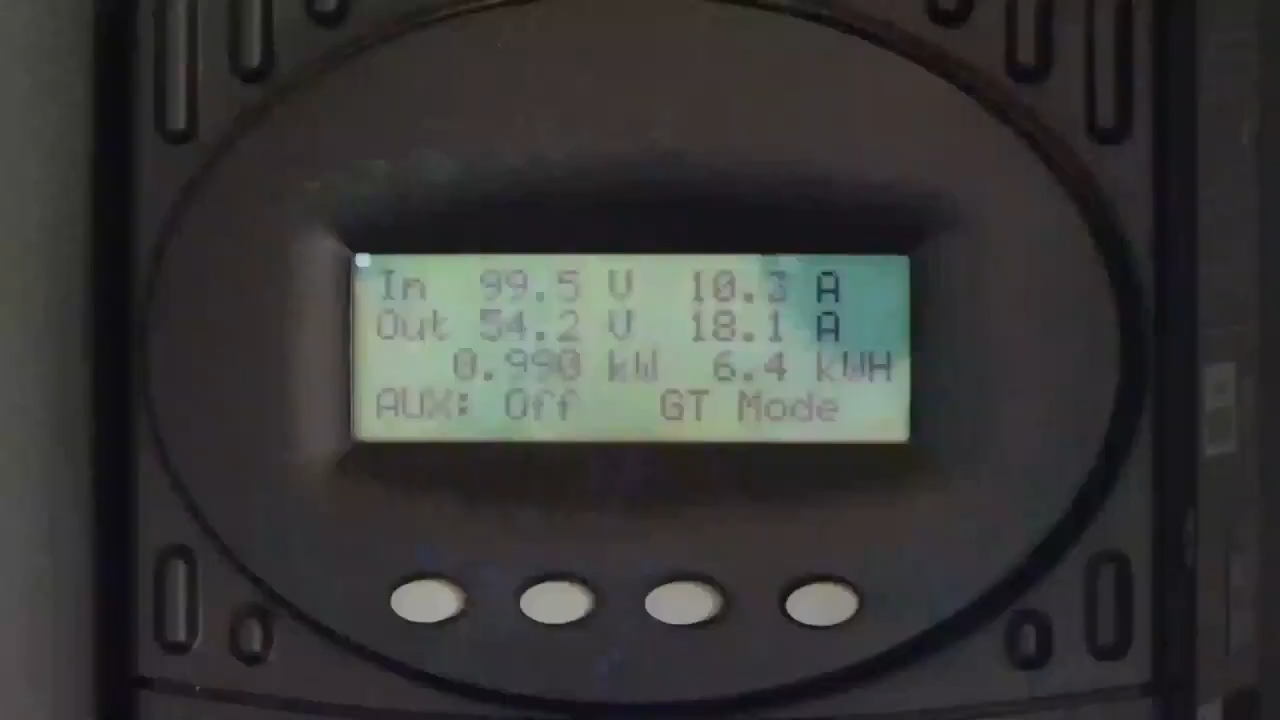 In 99.5 V 10.3 A
Out 54.2 V 18.1 A
0.990 kW 6.4 kWH
AUX: Off GT Mode